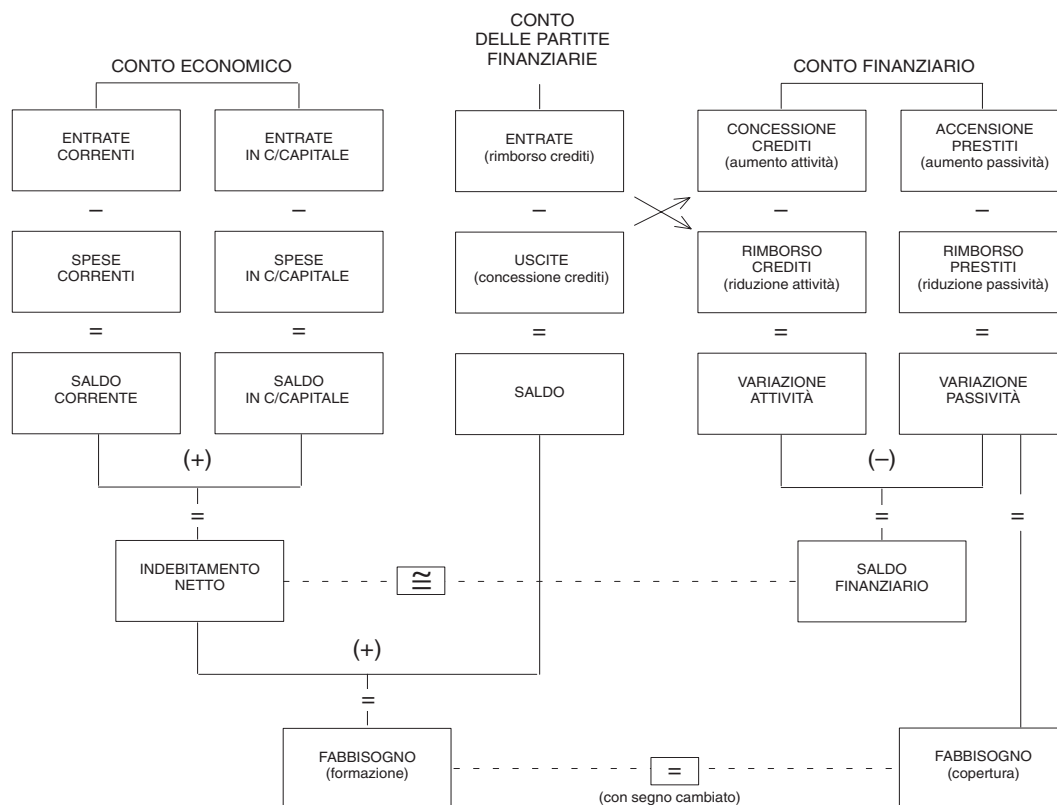 CONTO
DELLE PARTITE
FINANZIARIE
CONTO ECONOMICO
CONTO FINANZIARIO
ENTRATE
CORRENTI
ENTRATE
IN C/CAPITALE
ENTRATE
(rimborso crediti)
CONCESSIONE
CREDITI
(aumento attività)
ACCENSIONE
PRESTITI
(aumento passività)
– – – – –
SPESE
CORRENTI
SPESE
IN C/CAPITALE
USCITE
(concessione crediti)
RIMBORSO
CREDITI
(riduzione attività)
RIMBORSO
PRESTITI
(riduzione passività)
= = = = =
SALDO
CORRENTE
SALDO
IN C/CAPITALE
SALDO
VARIAZIONE
ATTIVITÀ
VARIAZIONE
PASSIVITÀ
(+) (–)
= = =
INDEBITAMENTO
NETTO
≅
SALDO
FINANZIARIO
(+)
=
FABBISOGNO
(formazione)
=
(con segno cambiato)
FABBISOGNO
(copertura)